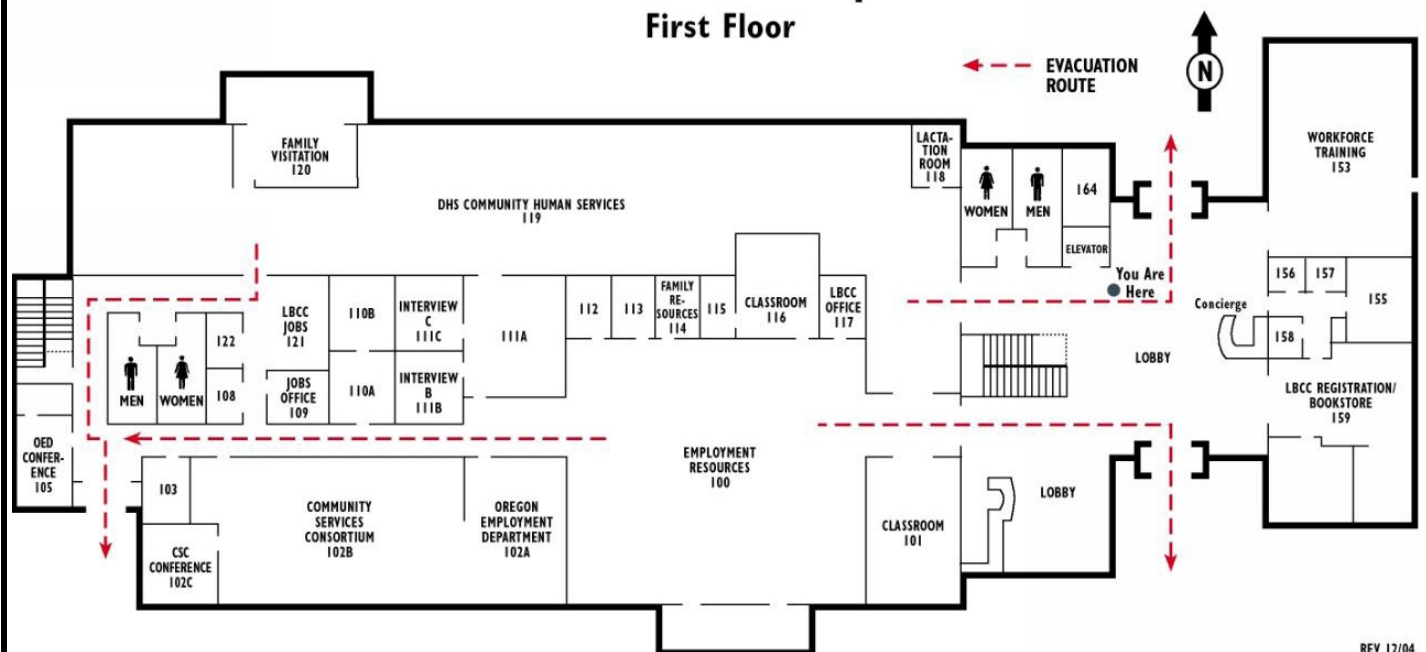 First Floor
EVACUATION
ROUTE
N
WORKFORCE
TRAINING
153
FAMILY
VISITATION
120
LACTA-
TION
ROOM
118
WOMEN
MEN
164
ELEVATOR
DHS COMMUNITY HUMAN SERVICES
119
You Are
Here
156
157
155
Concierge
158
LOBBY
LBCC REGISTRATION/
BOOKSTORE
159
LBCC
JOBS
121
110B
INTERVIEW
C
111C
111A
112
113
FAMILY
RE-
SOURCES
114
115
CLASSROOM
116
LBCC
OFFICE
117
122
108
MEN
WOMEN
JOBS
OFFICE
109
110A
INTERVIEW
B
111B
OED
CONFER-
ENCE
105
103
COMMUNITY
SERVICES
CONSORTIUM
102B
OREGON
EMPLOYMENT
DEPARTMENT
102A
EMPLOYMENT
RESOURCES
100
CLASSROOM
101
LOBBY
CSC
CONFERENCE
102C
REV 12/04